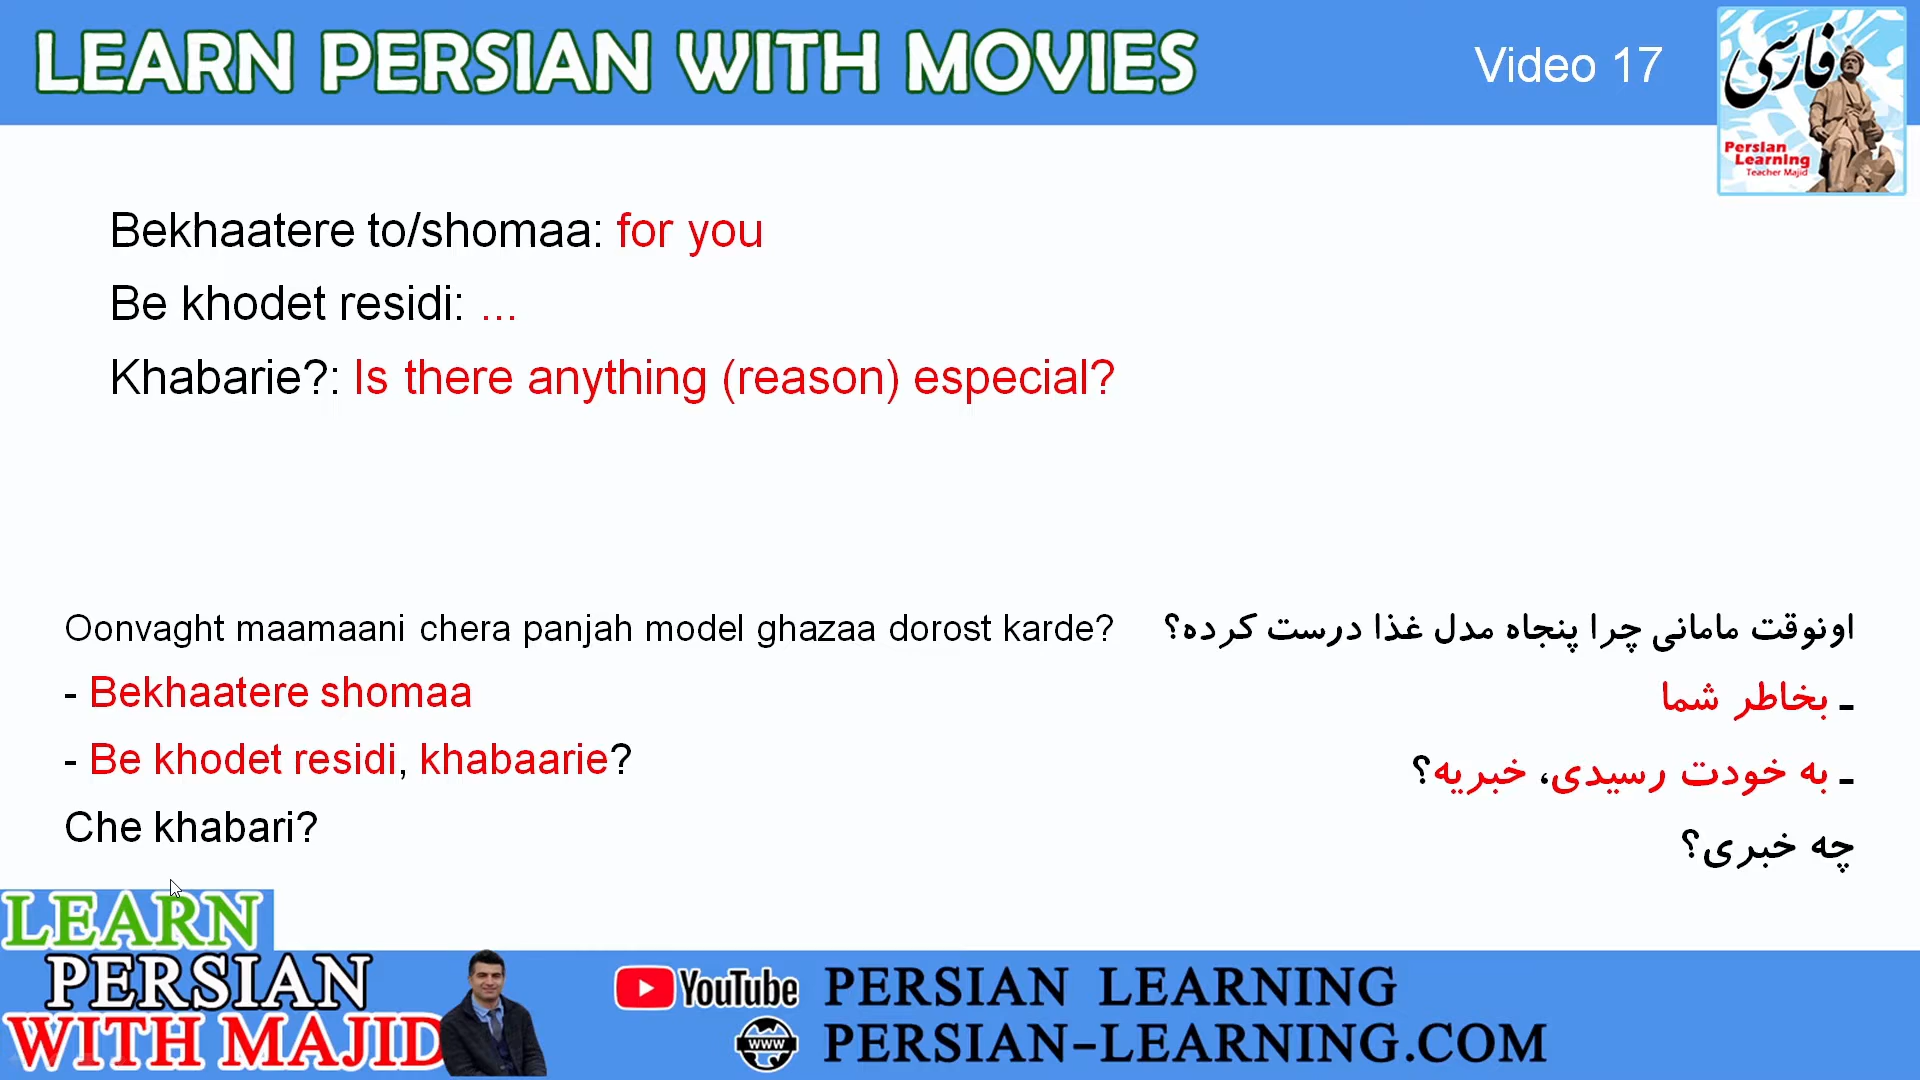 LEARN PERSIAN WITH MOVIES
Video 17
فارسی
Persian
Learning
Teacher Majid
Bekhaatere to/shomaa: for you
Be khodet residi: ...
Khabarie?: Is there anything (reason) especial?
Oonvaght maamaani chera panjah model ghazaa dorost karde?
- Bekhaatere shomaa
- Be khodet residi, khabaarie?
Che khabari?
اونوقت مامانی چرا پنجاه مدل غذا درست کرده؟
ـ بخاطر شما
ـ به خودت رسیدی، خبریه؟
چه خبری؟
LEARN
PERSIAN
WITH MAJID
YouTube PERSIAN LEARNING
www PERSIAN-LEARNING.COM